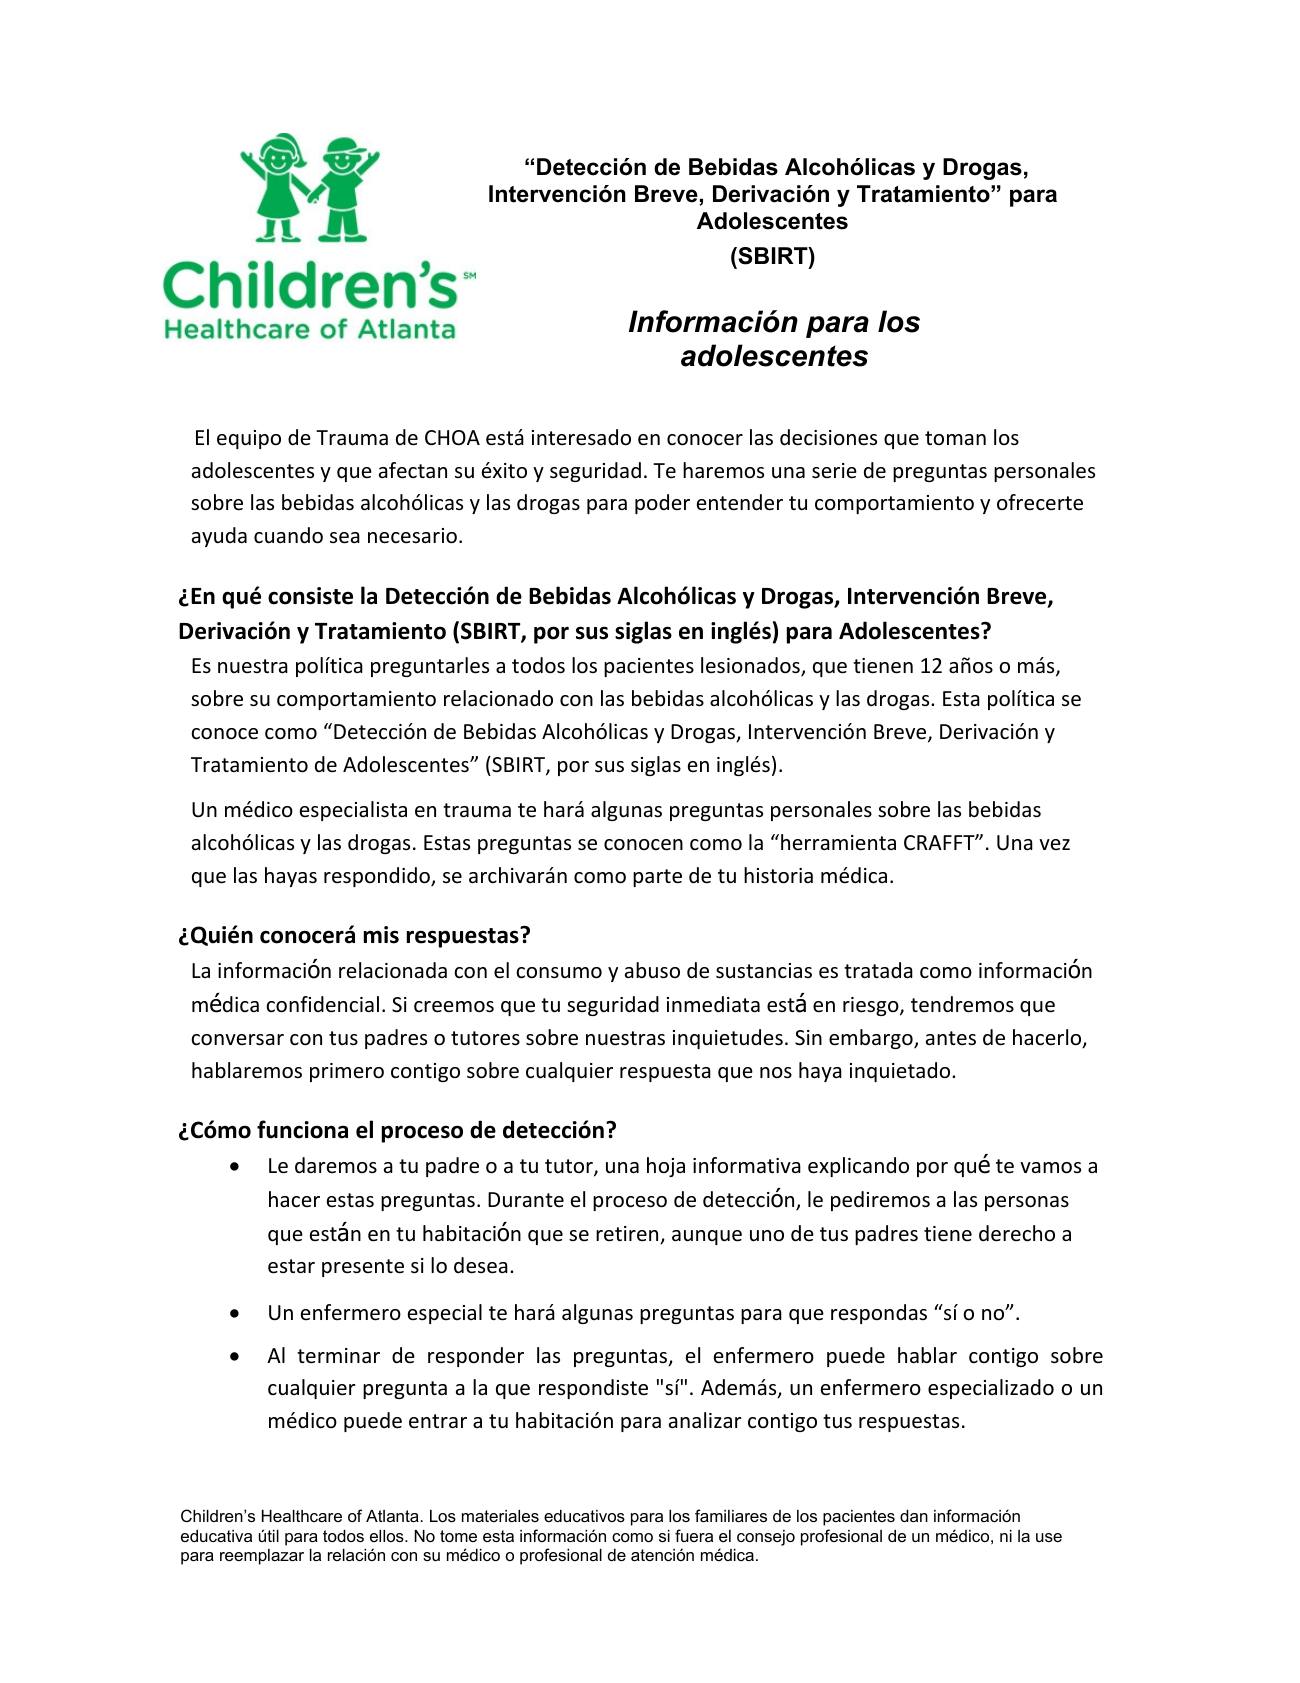 Children's℠
Healthcare of Atlanta
“Detección de Bebidas Alcohólicas y Drogas,
Intervención Breve, Derivación y Tratamiento” para
Adolescentes
(SBIRT)
Información para los
adolescentes
El equipo de Trauma de CHOA está interesado en conocer las decisiones que toman los
adolescentes y que afectan su éxito y seguridad. Te haremos una serie de preguntas personales
sobre las bebidas alcohólicas y las drogas para poder entender tu comportamiento y ofrecerte
ayuda cuando sea necesario.
¿En qué consiste la Detección de Bebidas Alcohólicas y Drogas, Intervención Breve,
Derivación y Tratamiento (SBIRT, por sus siglas en inglés) para Adolescentes?
Es nuestra política preguntarles a todos los pacientes lesionados, que tienen 12 años o más,
sobre su comportamiento relacionado con las bebidas alcohólicas y las drogas. Esta política se
conoce como “Detección de Bebidas Alcohólicas y Drogas, Intervención Breve, Derivación y
Tratamiento de Adolescentes” (SBIRT, por sus siglas en inglés).
Un médico especialista en trauma te hará algunas preguntas personales sobre las bebidas
alcohólicas y las drogas. Estas preguntas se conocen como la “herramienta CRAFFT”. Una vez
que las hayas respondido, se archivarán como parte de tu historia médica.
¿Quién conocerá mis respuestas?
La información relacionada con el consumo y abuso de sustancias es tratada como información
médica confidencial. Si creemos que tu seguridad inmediata está en riesgo, tendremos que
conversar con tus padres o tutores sobre nuestras inquietudes. Sin embargo, antes de hacerlo,
hablaremos primero contigo sobre cualquier respuesta que nos haya inquietado.
¿Cómo funciona el proceso de detección?
• Le daremos a tu padre o a tu tutor, una hoja informativa explicando por qué te vamos a
hacer estas preguntas. Durante el proceso de detección, le pediremos a las personas
que están en tu habitación que se retiren, aunque uno de tus padres tiene derecho a
estar presente si lo desea.
• Un enfermero especial te hará algunas preguntas para que respondas “sí o no”.
• Al terminar de responder las preguntas, el enfermero puede hablar contigo sobre
cualquier pregunta a la que respondiste "sí". Además, un enfermero especializado o un
médico puede entrar a tu habitación para analizar contigo tus respuestas.
Children’s Healthcare of Atlanta. Los materiales educativos para los familiares de los pacientes dan información
educativa útil para todos ellos. No tome esta información como si fuera el consejo profesional de un médico, ni la use
para reemplazar la relación con su médico o profesional de atención médica.